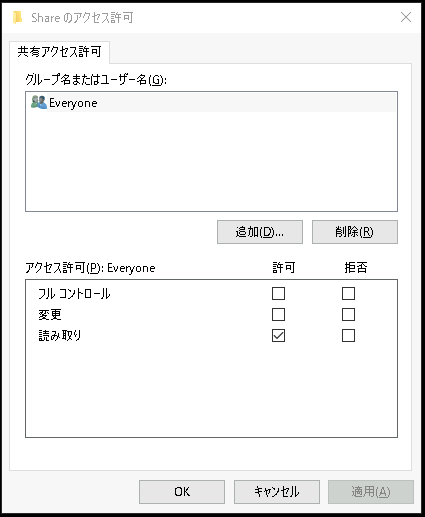 Share のアクセス許可
共有アクセス許可
グループ名またはユーザー名(G):
Everyone
追加(D)... 削除(R)
アクセス許可(P): Everyone 許可 拒否
フル コントロール
変更
読み取り
OK キャンセル 適用(A)